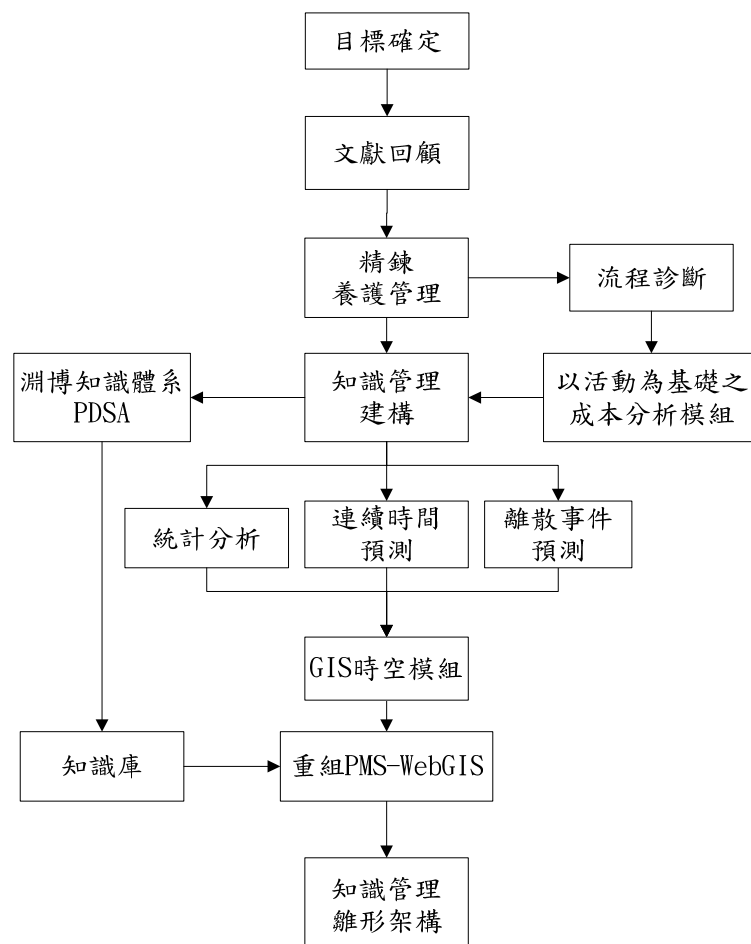 目標確定
文獻回顧
精鍊
養護管理
流程診斷
淵博知識體系
PDSA
知識管理
建構
以活動為基礎之
成本分析模組
統計分析
連續時間
預測
離散事件
預測
GIS時空模組
知識庫
重組PMS-WebGIS
知識管理
雛形架構